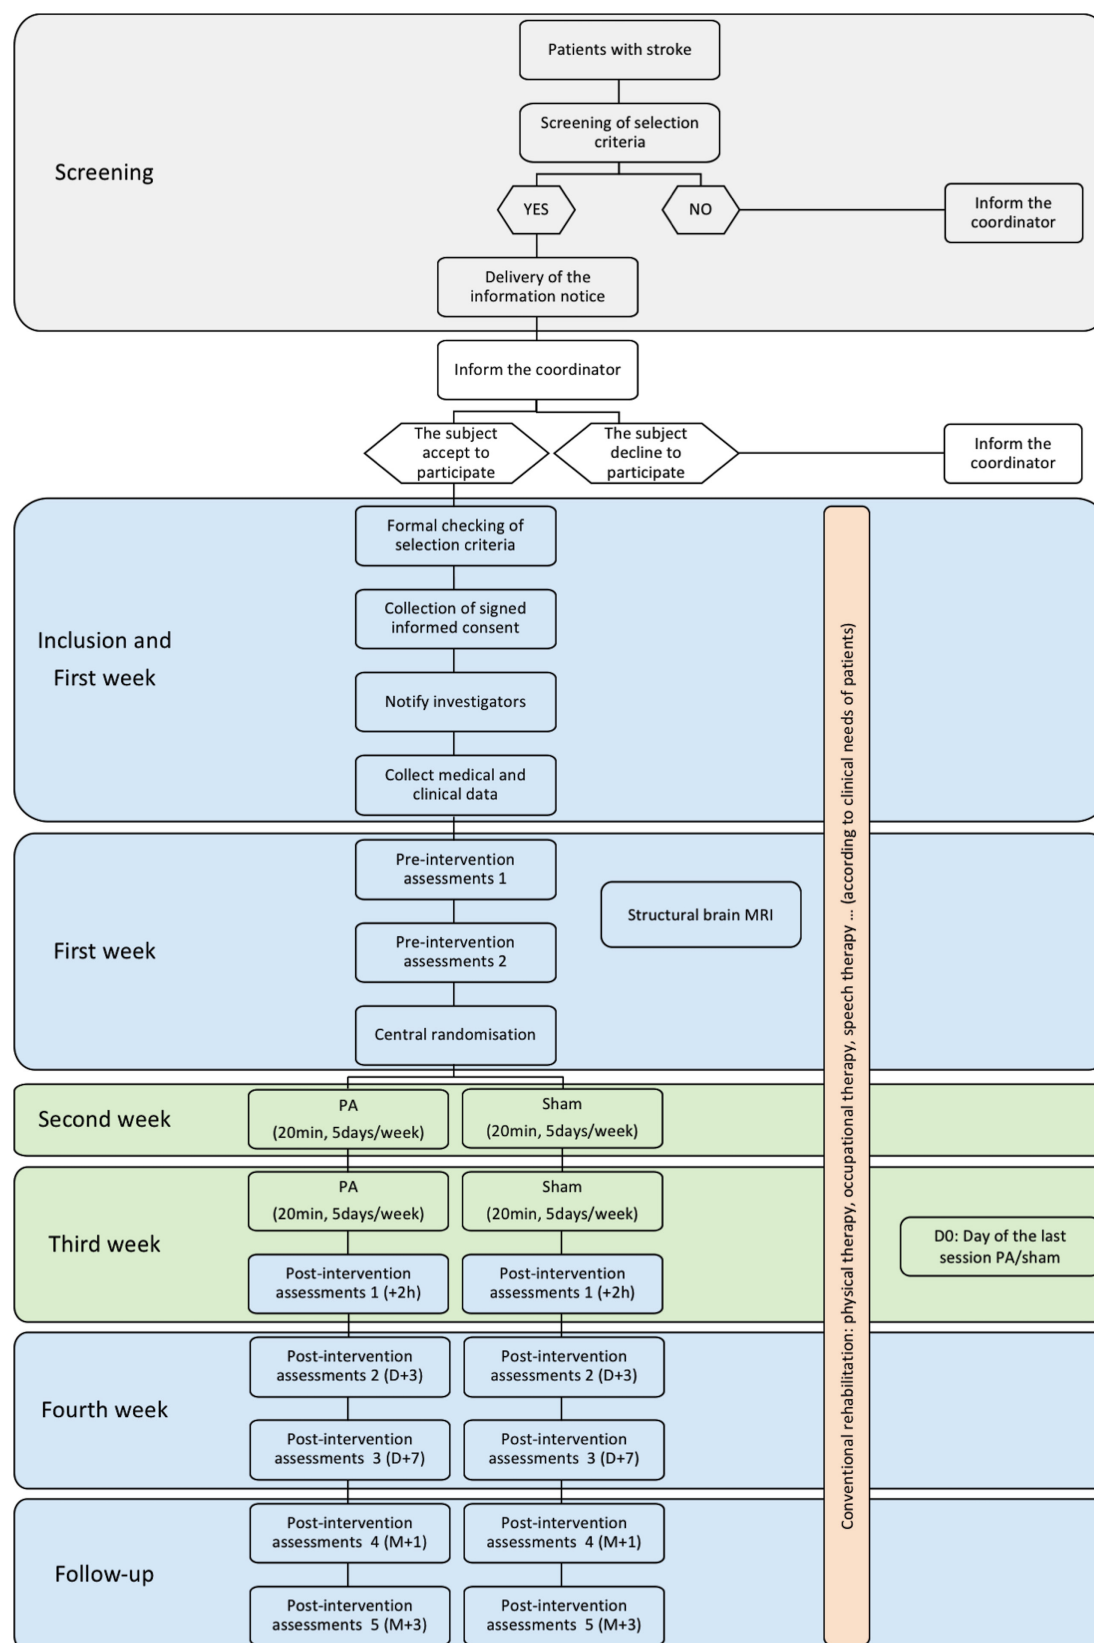 Patients with stroke
Screening of selection
criteria
Screening
YES
NO
Inform the
coordinator
Delivery of the
information notice
Inform the coordinator
The subject
accept to
participate
The subject
decline to
participate
Inform the
coordinator
Formal checking of
selection criteria
Collection of signed
informed consent
Inclusion and
First week
Notify investigators
Collect medical and
clinical data
Conventional rehabilitation: physical therapy, occupational therapy, speech therapy ... (according to clinical needs of patients)
Pre-intervention
assessments 1
Structural brain MRI
First week
Pre-intervention
assessments 2
Central randomisation
Second week
PA
(20min, 5days/week)
Sham
(20min, 5days/week)
Third week
PA
(20min, 5days/week)
Sham
(20min, 5days/week)
D0: Day of the last
session PA/sham
Post-intervention
assessments 1 (+2h)
Post-intervention
assessments 1 (+2h)
Fourth week
Post-intervention
assessments 2 (D+3)
Post-intervention
assessments 2 (D+3)
Post-intervention
assessments 3 (D+7)
Post-intervention
assessments 3 (D+7)
Follow-up
Post-intervention
assessments 4 (M+1)
Post-intervention
assessments 4 (M+1)
Post-intervention
assessments 5 (M+3)
Post-intervention
assessments 5 (M+3)